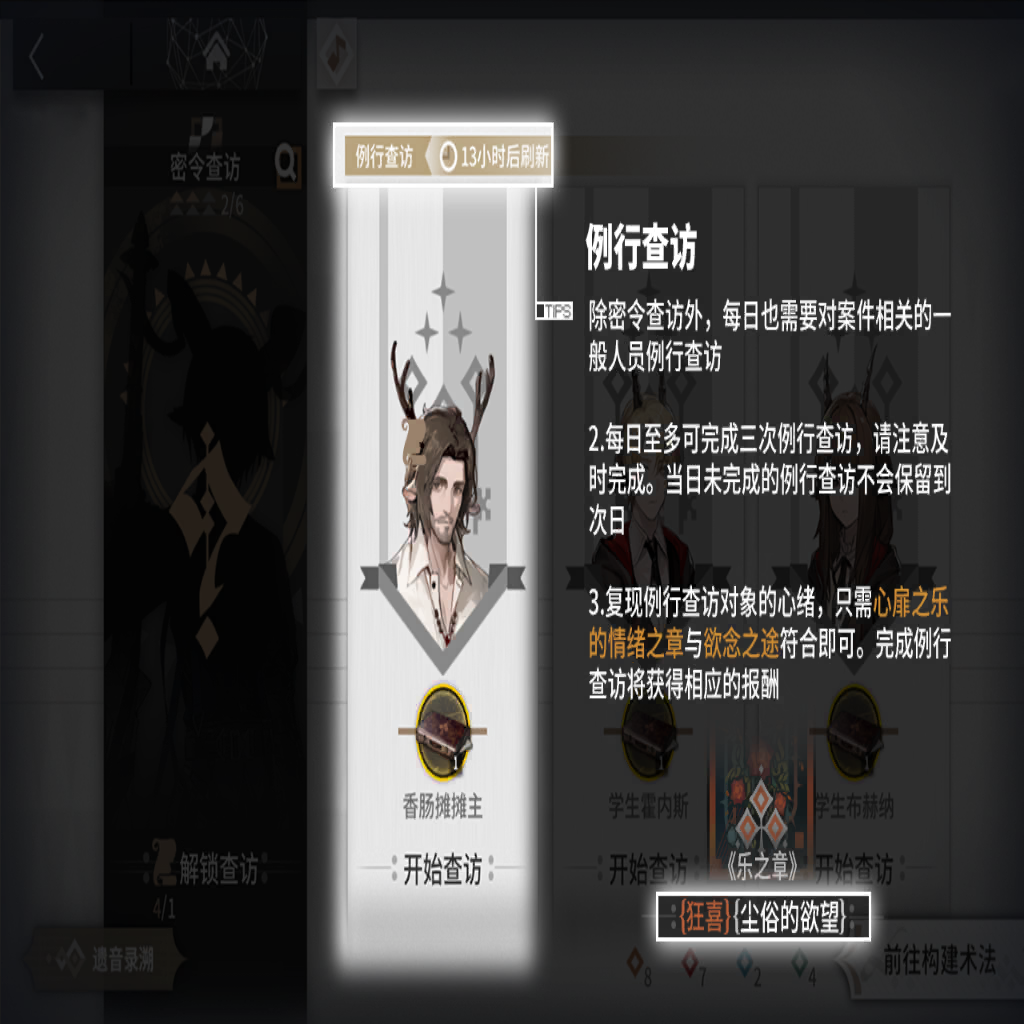 例行查访
13小时后刷新
密令查访
2/6
例行查访
TIPS
除密令查访外，每日也需要对案件相关的一
般人员例行查访
2.每日至多可完成三次例行查访，请注意及
时完成。当日未完成的例行查访不会保留到
次日
3.复现例行查访对象的心绪，只需心扉之乐
的情绪之章与欲念之途符合即可。完成例行
查访将获得相应的报酬
1
1
1
香肠摊摊主
学生霍内斯
学生布赫纳
开始查访
开始查访
开始查访
《乐之章》
{狂喜}{尘俗的欲望}
解锁查访
4/1
遗音录溯
8
7
2
4
前往构建术法